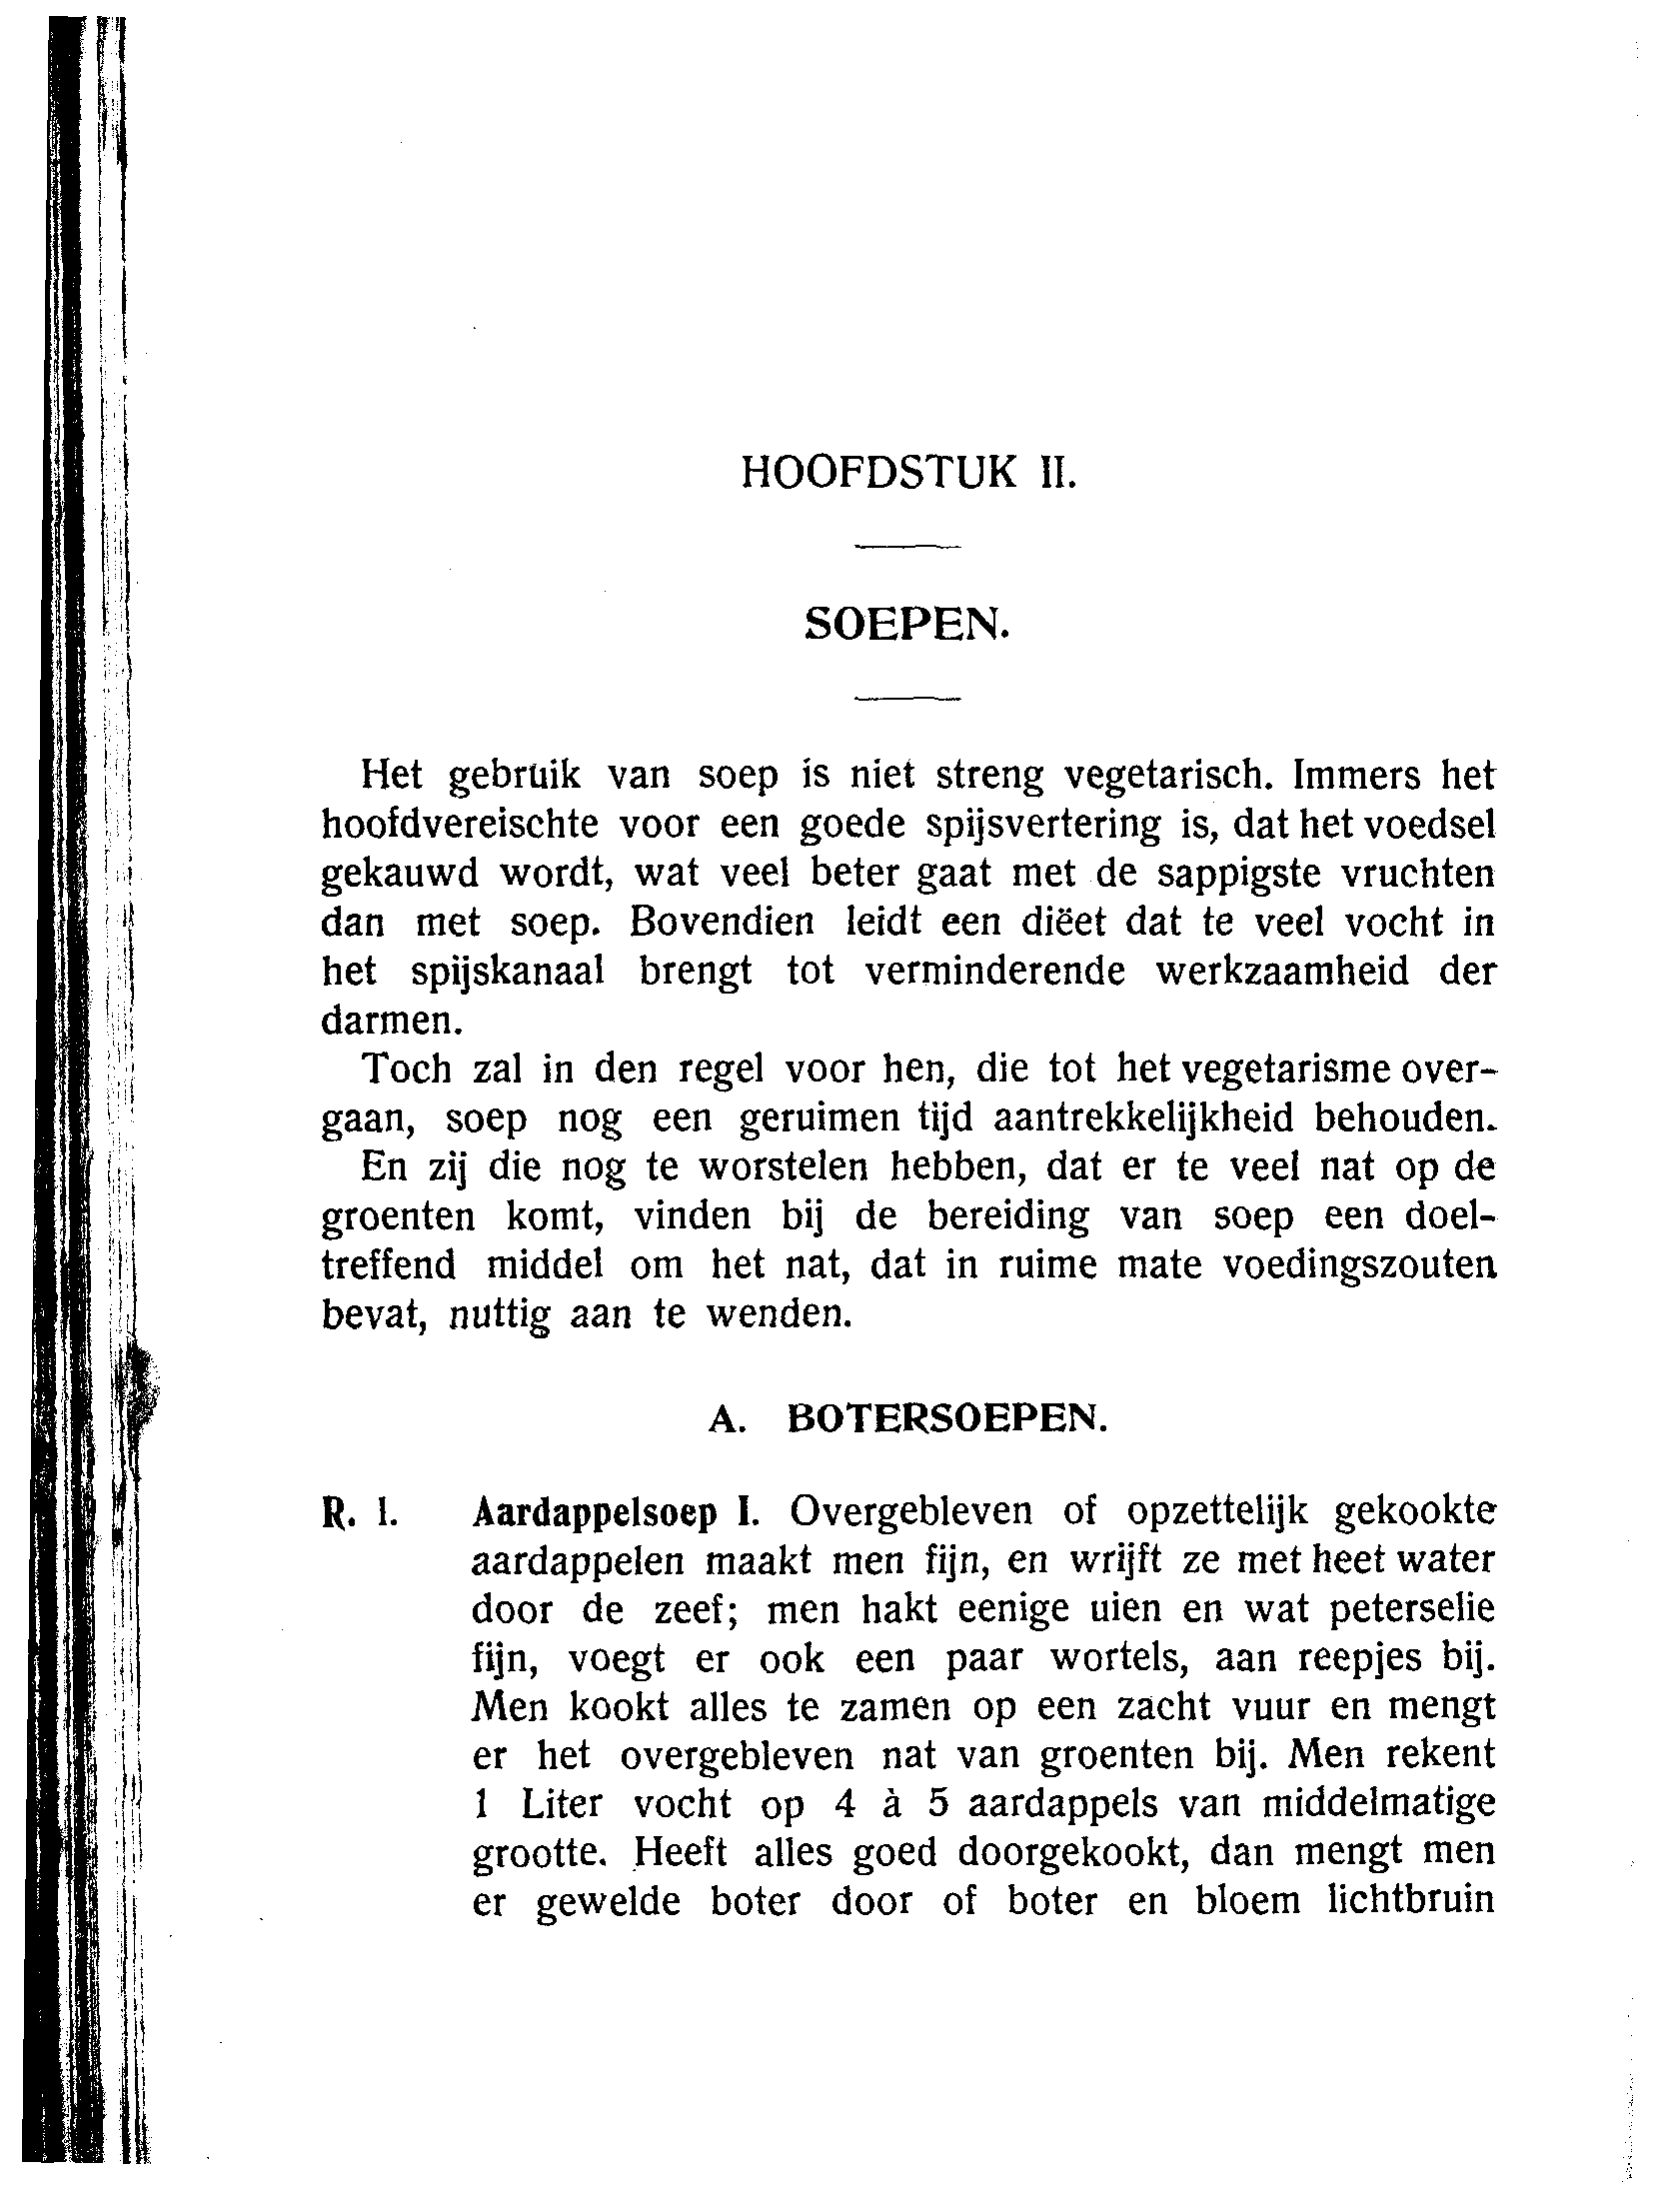 HOOFDSTUK II.
SOEPEN.
Het gebruik van soep is niet streng vegetarisch. Immers het
hoofdvereischte voor een goede spijsvertering is, dat het voedsel
gekauwd wordt, wat veel beter gaat met de sappigste vruchten
dan met soep. Bovendien leidt een diëet dat te veel vocht in
het spijskanaal brengt tot verminderende werkzaamheid der
darmen.
Toch zal in den regel voor hen, die tot het vegetarisme over-
gaan, soep nog een geruimen tijd aantrekkelijkheid behouden.
En zij die nog te worstelen hebben, dat er te veel nat op de
groenten komt, vinden bij de bereiding van soep een doel-
treffend middel om het nat, dat in ruime mate voedingszouten
bevat, nuttig aan te wenden.
A. BOTERSOEPEN.
R. 1. Aardappelsoep I. Overgebleven of opzettelijk gekookte
aardappelen maakt men fijn, en wrijft ze met heet water
door de zeef; men hakt eenige uien en wat peterselie
fijn, voegt er ook een paar wortels, aan reepjes bij.
Men kookt alles te zamen op een zacht vuur en mengt
er het overgebleven nat van groenten bij. Men rekent
1 Liter vocht op 4 à 5 aardappels van middelmatige
grootte. Heeft alles goed doorgekookt, dan mengt men
er gewelde boter door of boter en bloem lichtbruin